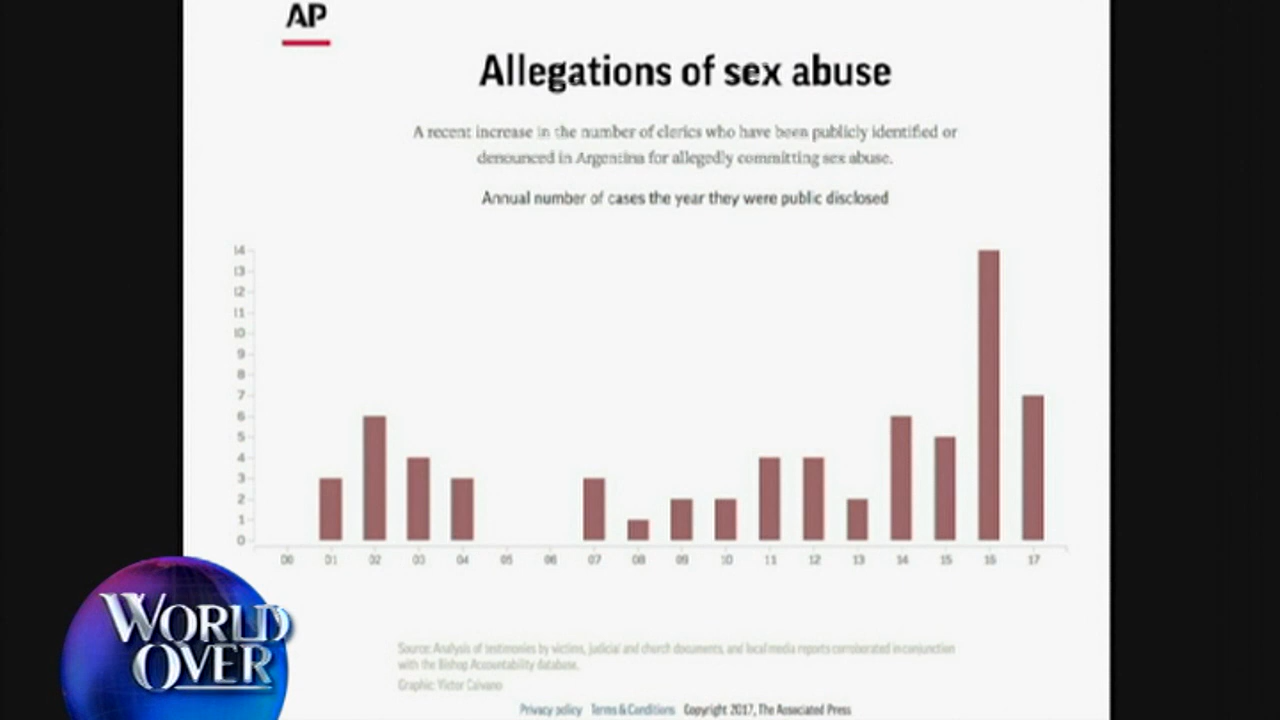 AP
Allegations of sex abuse
A recent increase in the number of clerics who have been publicly identified or
denounced in Argentina for allegedly committing sex abuse.
Annual number of cases the year they were public disclosed
14
13
12
11
10
9
8
7
6
5
4
3
2
1
0
00 01 02 03 04 05 06 07 08 09 10 11 12 13 14 15 16 17
WORLD
OVER
Source: Analysis of testimonies by victims, judicial and church documents, and local media reports corroborated in conjunction
with the Bishop Accountability database.
Graphic: Victor Caivano
Privacy policy Terms & Conditions Copyright 2017, The Associated Press